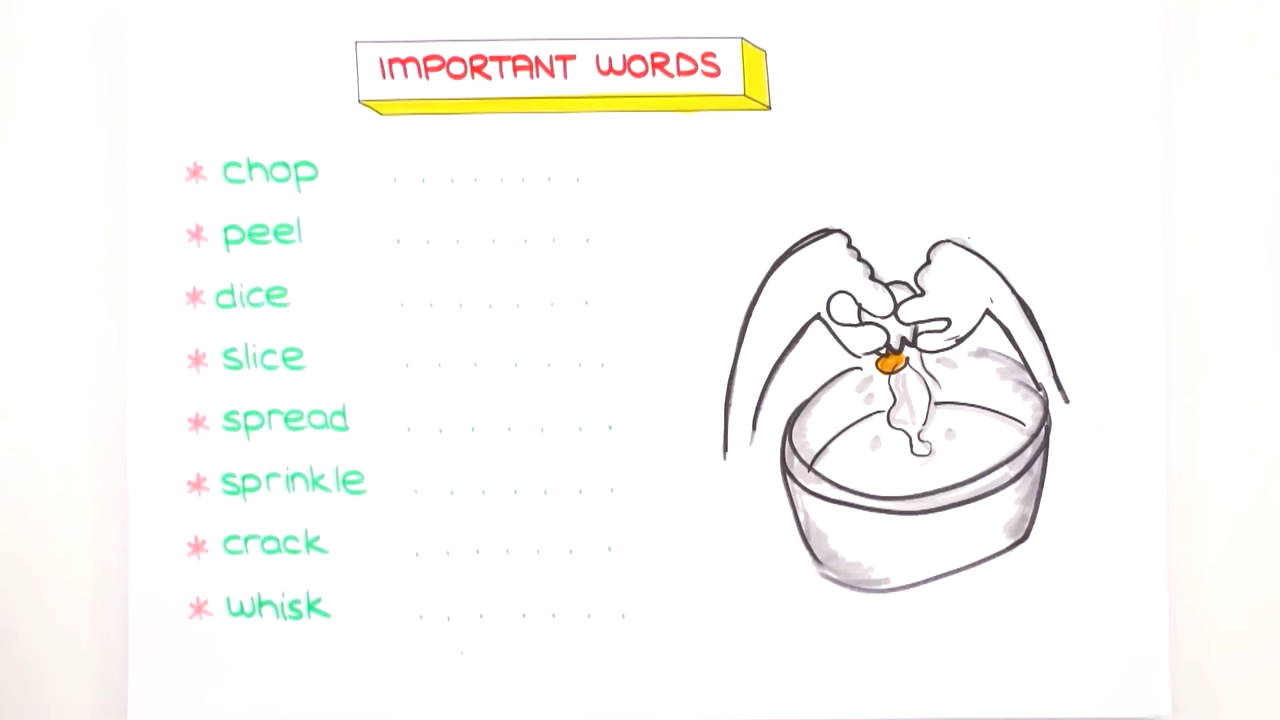 IMPORTANT WORDS
* chop . . . . . . . .
* peel . . . . . . .
* dice . . . . . . .
* slice . . . . . . . .
* spread . . . . . . . .
* sprinkle . . . . . . .
* crack . . . . . . .
* whisk . . . . . . . .